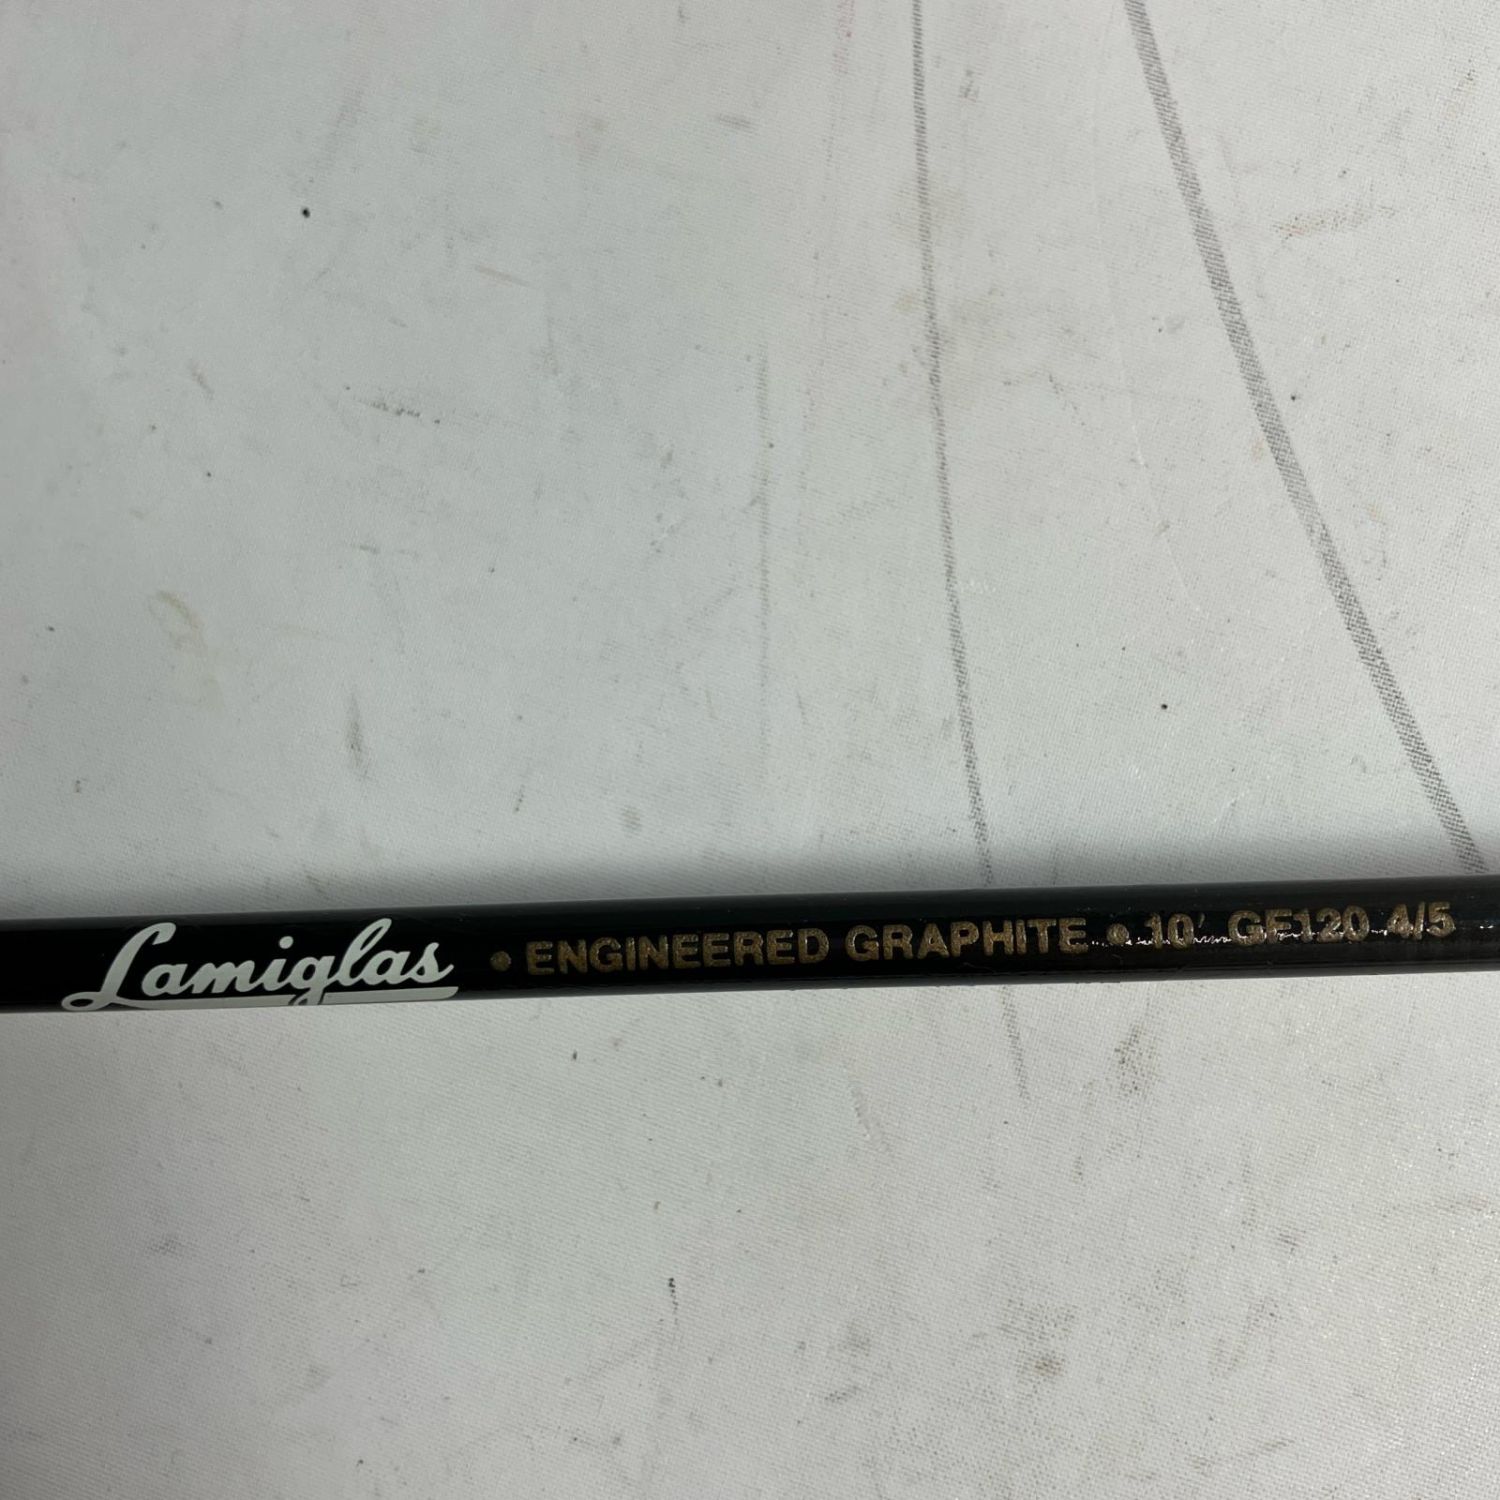 Lamiglas • ENGINEERED GRAPHITE • 10' GF120 4/5